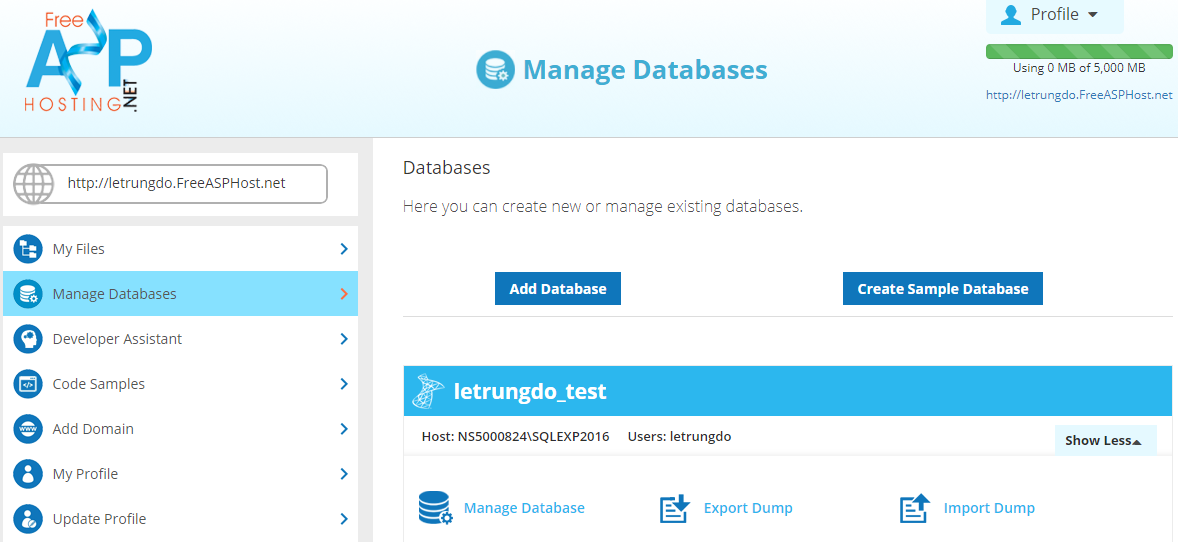 Free
ASP
HOSTING
.NET
Manage Databases
Profile
Using 0 MB of 5,000 MB
http://letrungdo.FreeASPHost.net
http://letrungdo.FreeASPHost.net
My Files
Manage Databases
Developer Assistant
Code Samples
Add Domain
My Profile
Update Profile
Databases
Here you can create new or manage existing databases.
Add Database
Create Sample Database
letrungdo_test
Host: NS5000824\SQLEXP2016 Users: letrungdo
Show Less
Manage Database
Export Dump
Import Dump